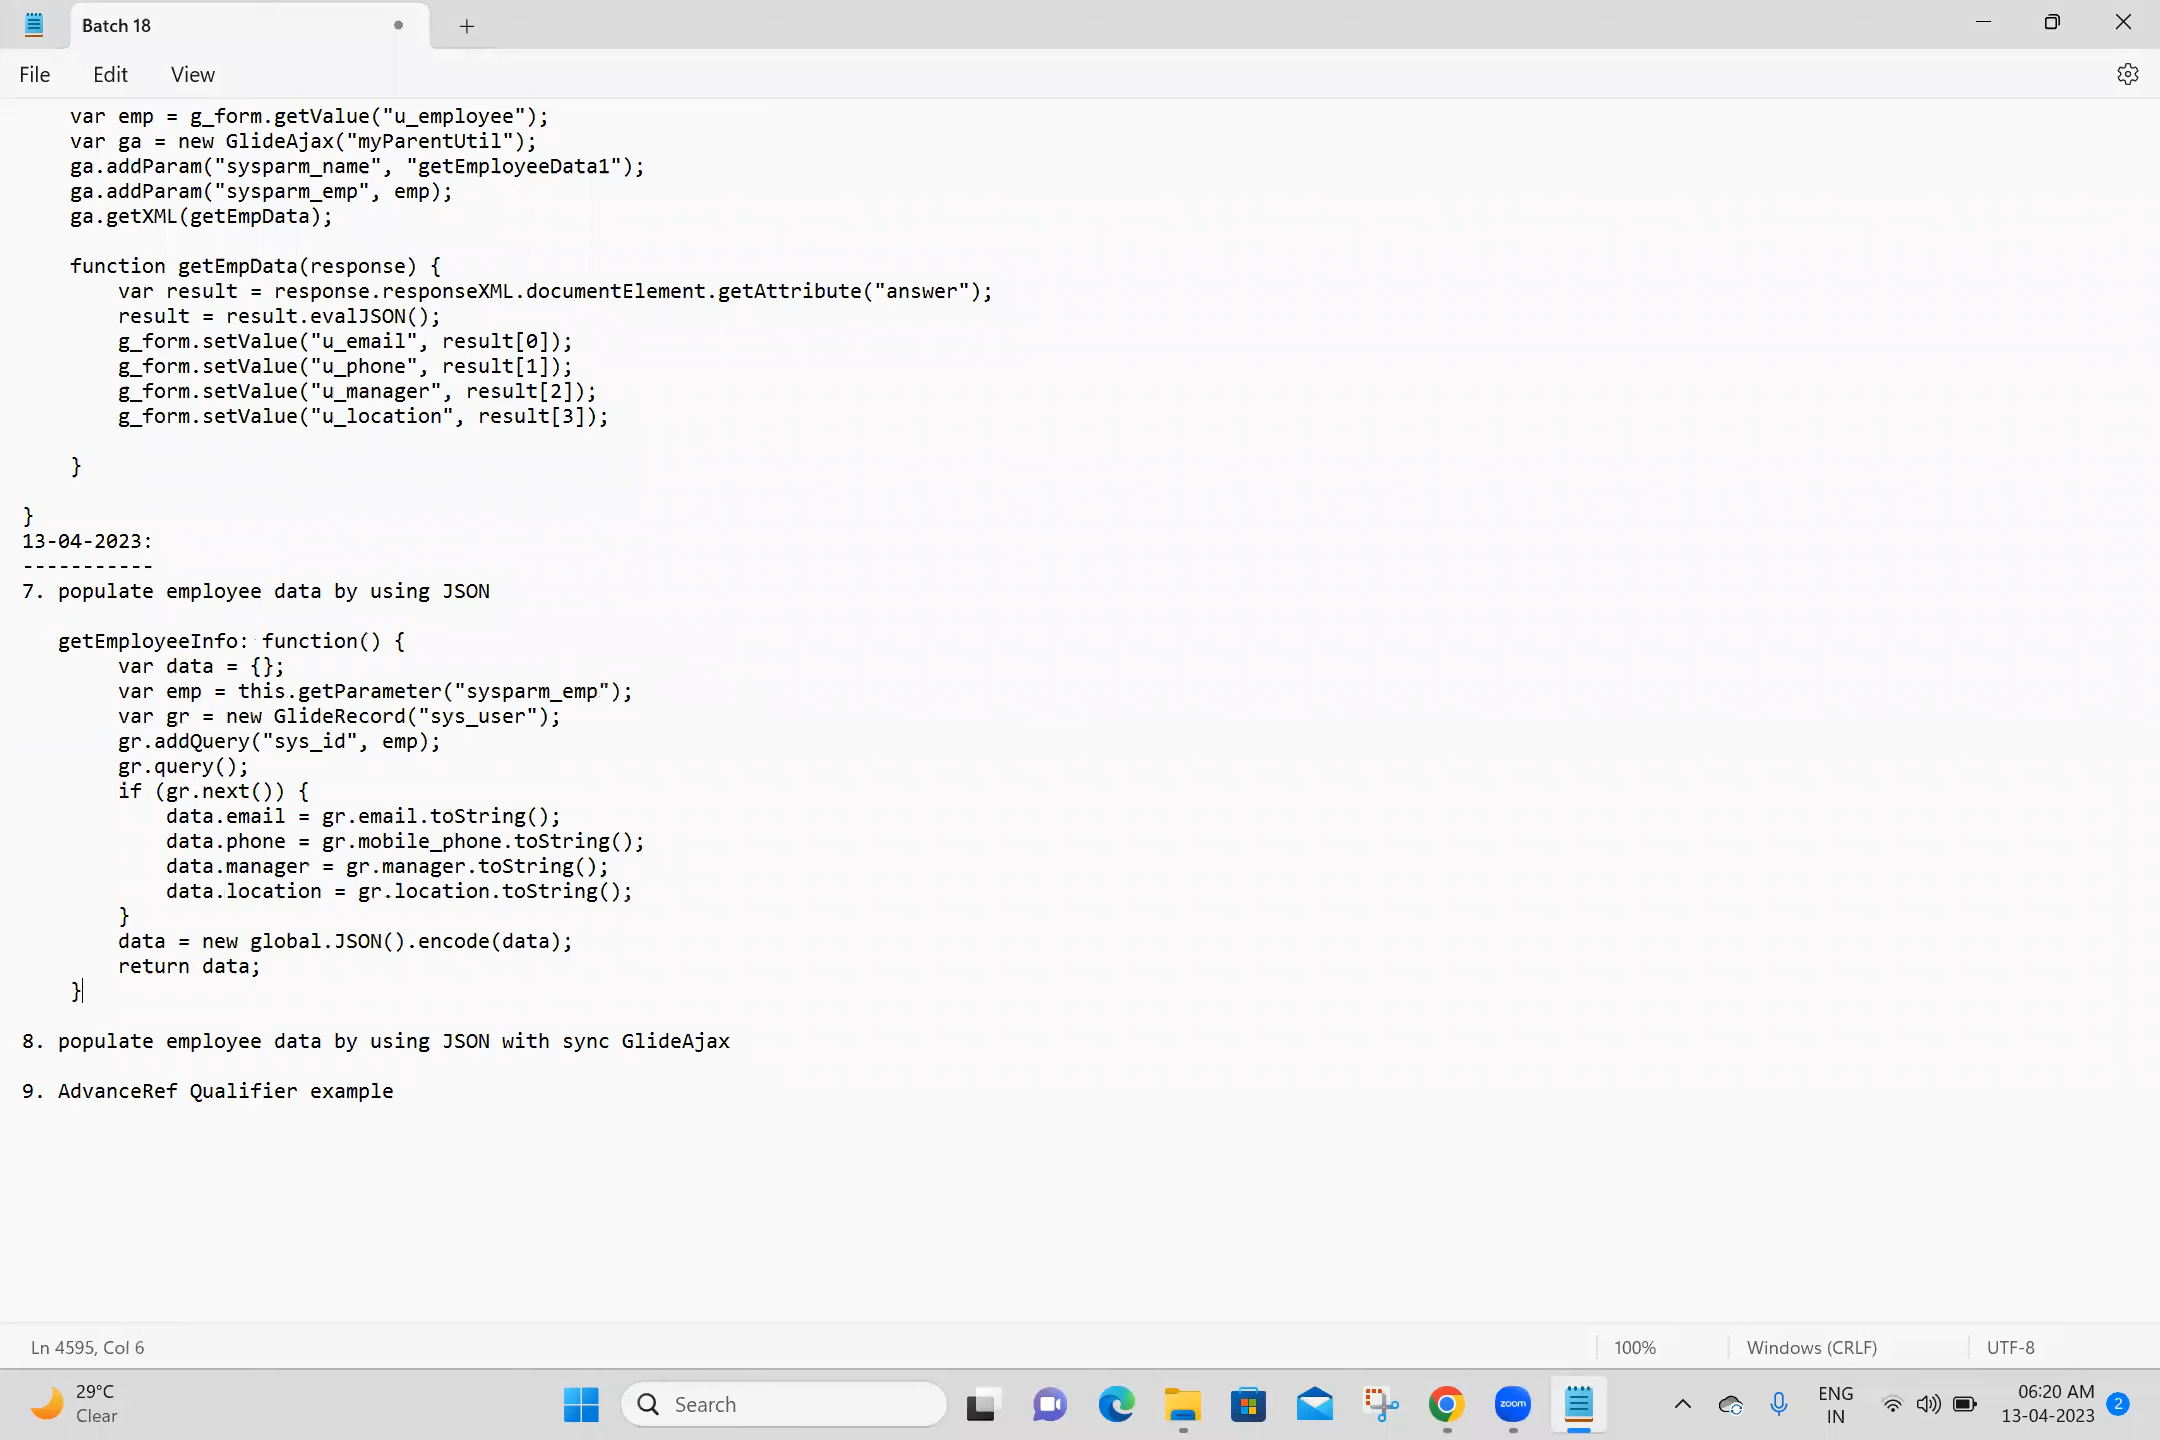 Batch 18
File Edit View
var emp = g_form.getValue("u_employee");
var ga = new GlideAjax("myParentUtil");
ga.addParam("sysparm_name", "getEmployeeData1");
ga.addParam("sysparm_emp", emp);
ga.getXML(getEmpData);
function getEmpData(response) {
var result = response.responseXML.documentElement.getAttribute("answer");
result = result.evalJSON();
g_form.setValue("u_email", result[0]);
g_form.setValue("u_phone", result[1]);
g_form.setValue("u_manager", result[2]);
g_form.setValue("u_location", result[3]);
}
}
13-04-2023:
-----------
7. populate employee data by using JSON
getEmployeeInfo: function() {
var data = {};
var emp = this.getParameter("sysparm_emp");
var gr = new GlideRecord("sys_user");
gr.addQuery("sys_id", emp);
gr.query();
if (gr.next()) {
data.email = gr.email.toString();
data.phone = gr.mobile_phone.toString();
data.manager = gr.manager.toString();
data.location = gr.location.toString();
}
data = new global.JSON().encode(data);
return data;
}
8. populate employee data by using JSON with sync GlideAjax
9. AdvanceRef Qualifier example
Ln 4595, Col 6 100% Windows (CRLF) UTF-8
29°C
Clear
Search
zoom
ENG
IN
06:20 AM
13-04-2023
2